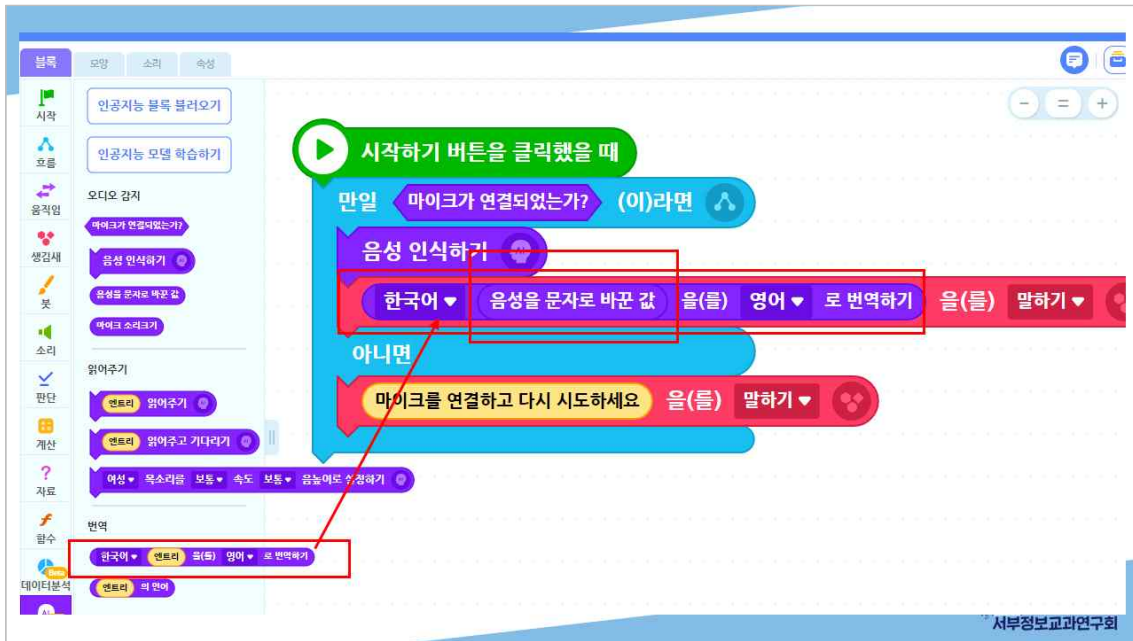 블록 모양 소리 속성
시작
흐름
움직임
생김새
붓
소리
판단
계산
자료
함수
데이터분석
Beta
AI
인공지능 블록 불러오기
인공지능 모델 학습하기
오디오 감지
마이크가 연결되었는가?
음성 인식하기
음성을 문자로 바꾼 값
마이크 소리크기
읽어주기
엔트리 읽어주기
엔트리 읽어주고 기다리기
여성 목소리를 보통 속도 보통 음높이로 설정하기
번역
한국어 엔트리 을(를) 영어 로 번역하기
엔트리 의 언어
시작하기 버튼을 클릭했을 때
만일 마이크가 연결되었는가? (이)라면
음성 인식하기
한국어 음성을 문자로 바꾼 값 을(를) 영어 로 번역하기 을(를) 말하기
아니면
마이크를 연결하고 다시 시도하세요 을(를) 말하기
서부정보교과연구회